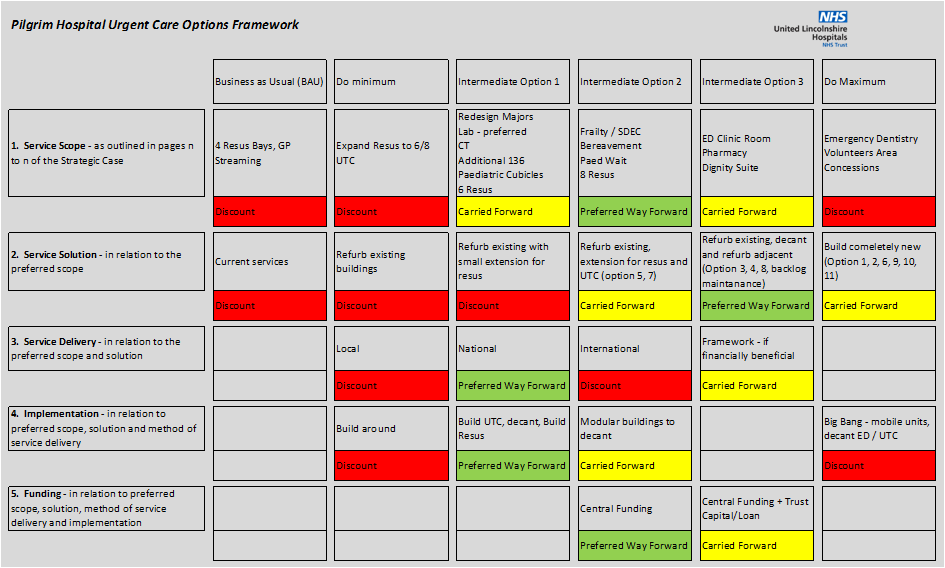 Pilgrim Hospital Urgent Care Options Framework
NHS
United Lincolnshire
Hospitals
NHS Trust
Business as Usual (BAU)
Do minimum
Intermediate Option 1
Intermediate Option 2
Intermediate Option 3
Do Maximum
1. Service Scope - as outlined in pages n
to n of the Strategic Case
4 Resus Bays, GP
Streaming
Expand Resus to 6/8
UTC
Redesign Majors
Lab - preferred
CT
Additional 136
Paediatric Cubicles
6 Resus
Frailty / SDEC
Bereavement
Paed Wait
8 Resus
ED Clinic Room
Pharmacy
Dignity Suite
Emergency Dentistry
Volunteers Area
Concessions
Discount
Discount
Carried Forward
Preferred Way Forward
Carried Forward
Discount
2. Service Solution - in relation to the
preferred scope
Current services
Refurb existing
buildings
Refurb existing with
small extension for
resus
Refurb existing,
extension for resus and
UTC (option 5, 7)
Refurb existing, decant
and refurb adjacent
(Option 3, 4, 8, backlog
maintanance)
Build comeletely new
(Option 1, 2, 6, 9, 10,
11)
Discount
Discount
Discount
Carried Forward
Preferred Way Forward
Carried Forward
3. Service Delivery - in relation to the
preferred scope and solution
Local
National
International
Framework - if
financially beneficial
Discount
Preferred Way Forward
Discount
Carried Forward
4. Implementation - in relation to
preferred scope, solution and method of
service delivery
Build around
Build UTC, decant, Build
Resus
Modular buildings to
decant
Big Bang - mobile units,
decant ED / UTC
Discount
Preferred Way Forward
Carried Forward
Discount
5. Funding - in relation to preferred
scope, solution, method of service
delivery and implementation
Central Funding
Central Funding + Trust
Capital/Loan
Preferred Way Forward
Carried Forward